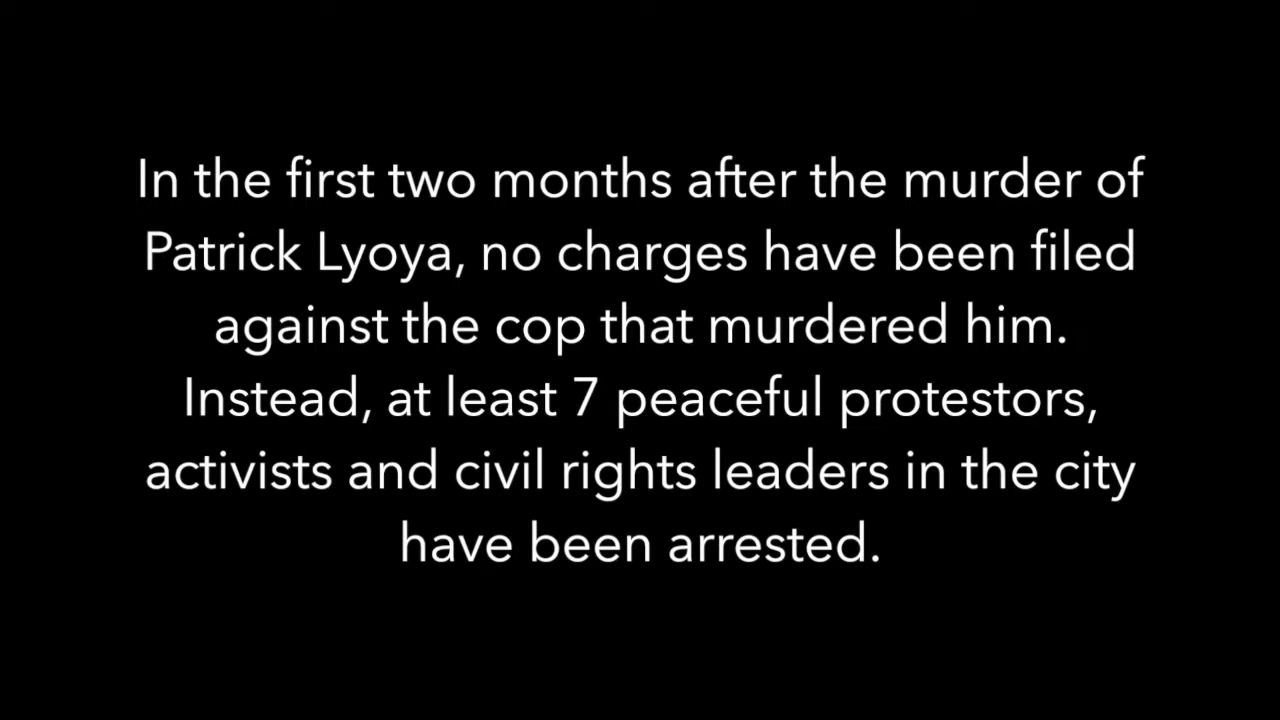 In the first two months after the murder of
Patrick Lyoya, no charges have been filed
against the cop that murdered him.
Instead, at least 7 peaceful protestors,
activists and civil rights leaders in the city
have been arrested.